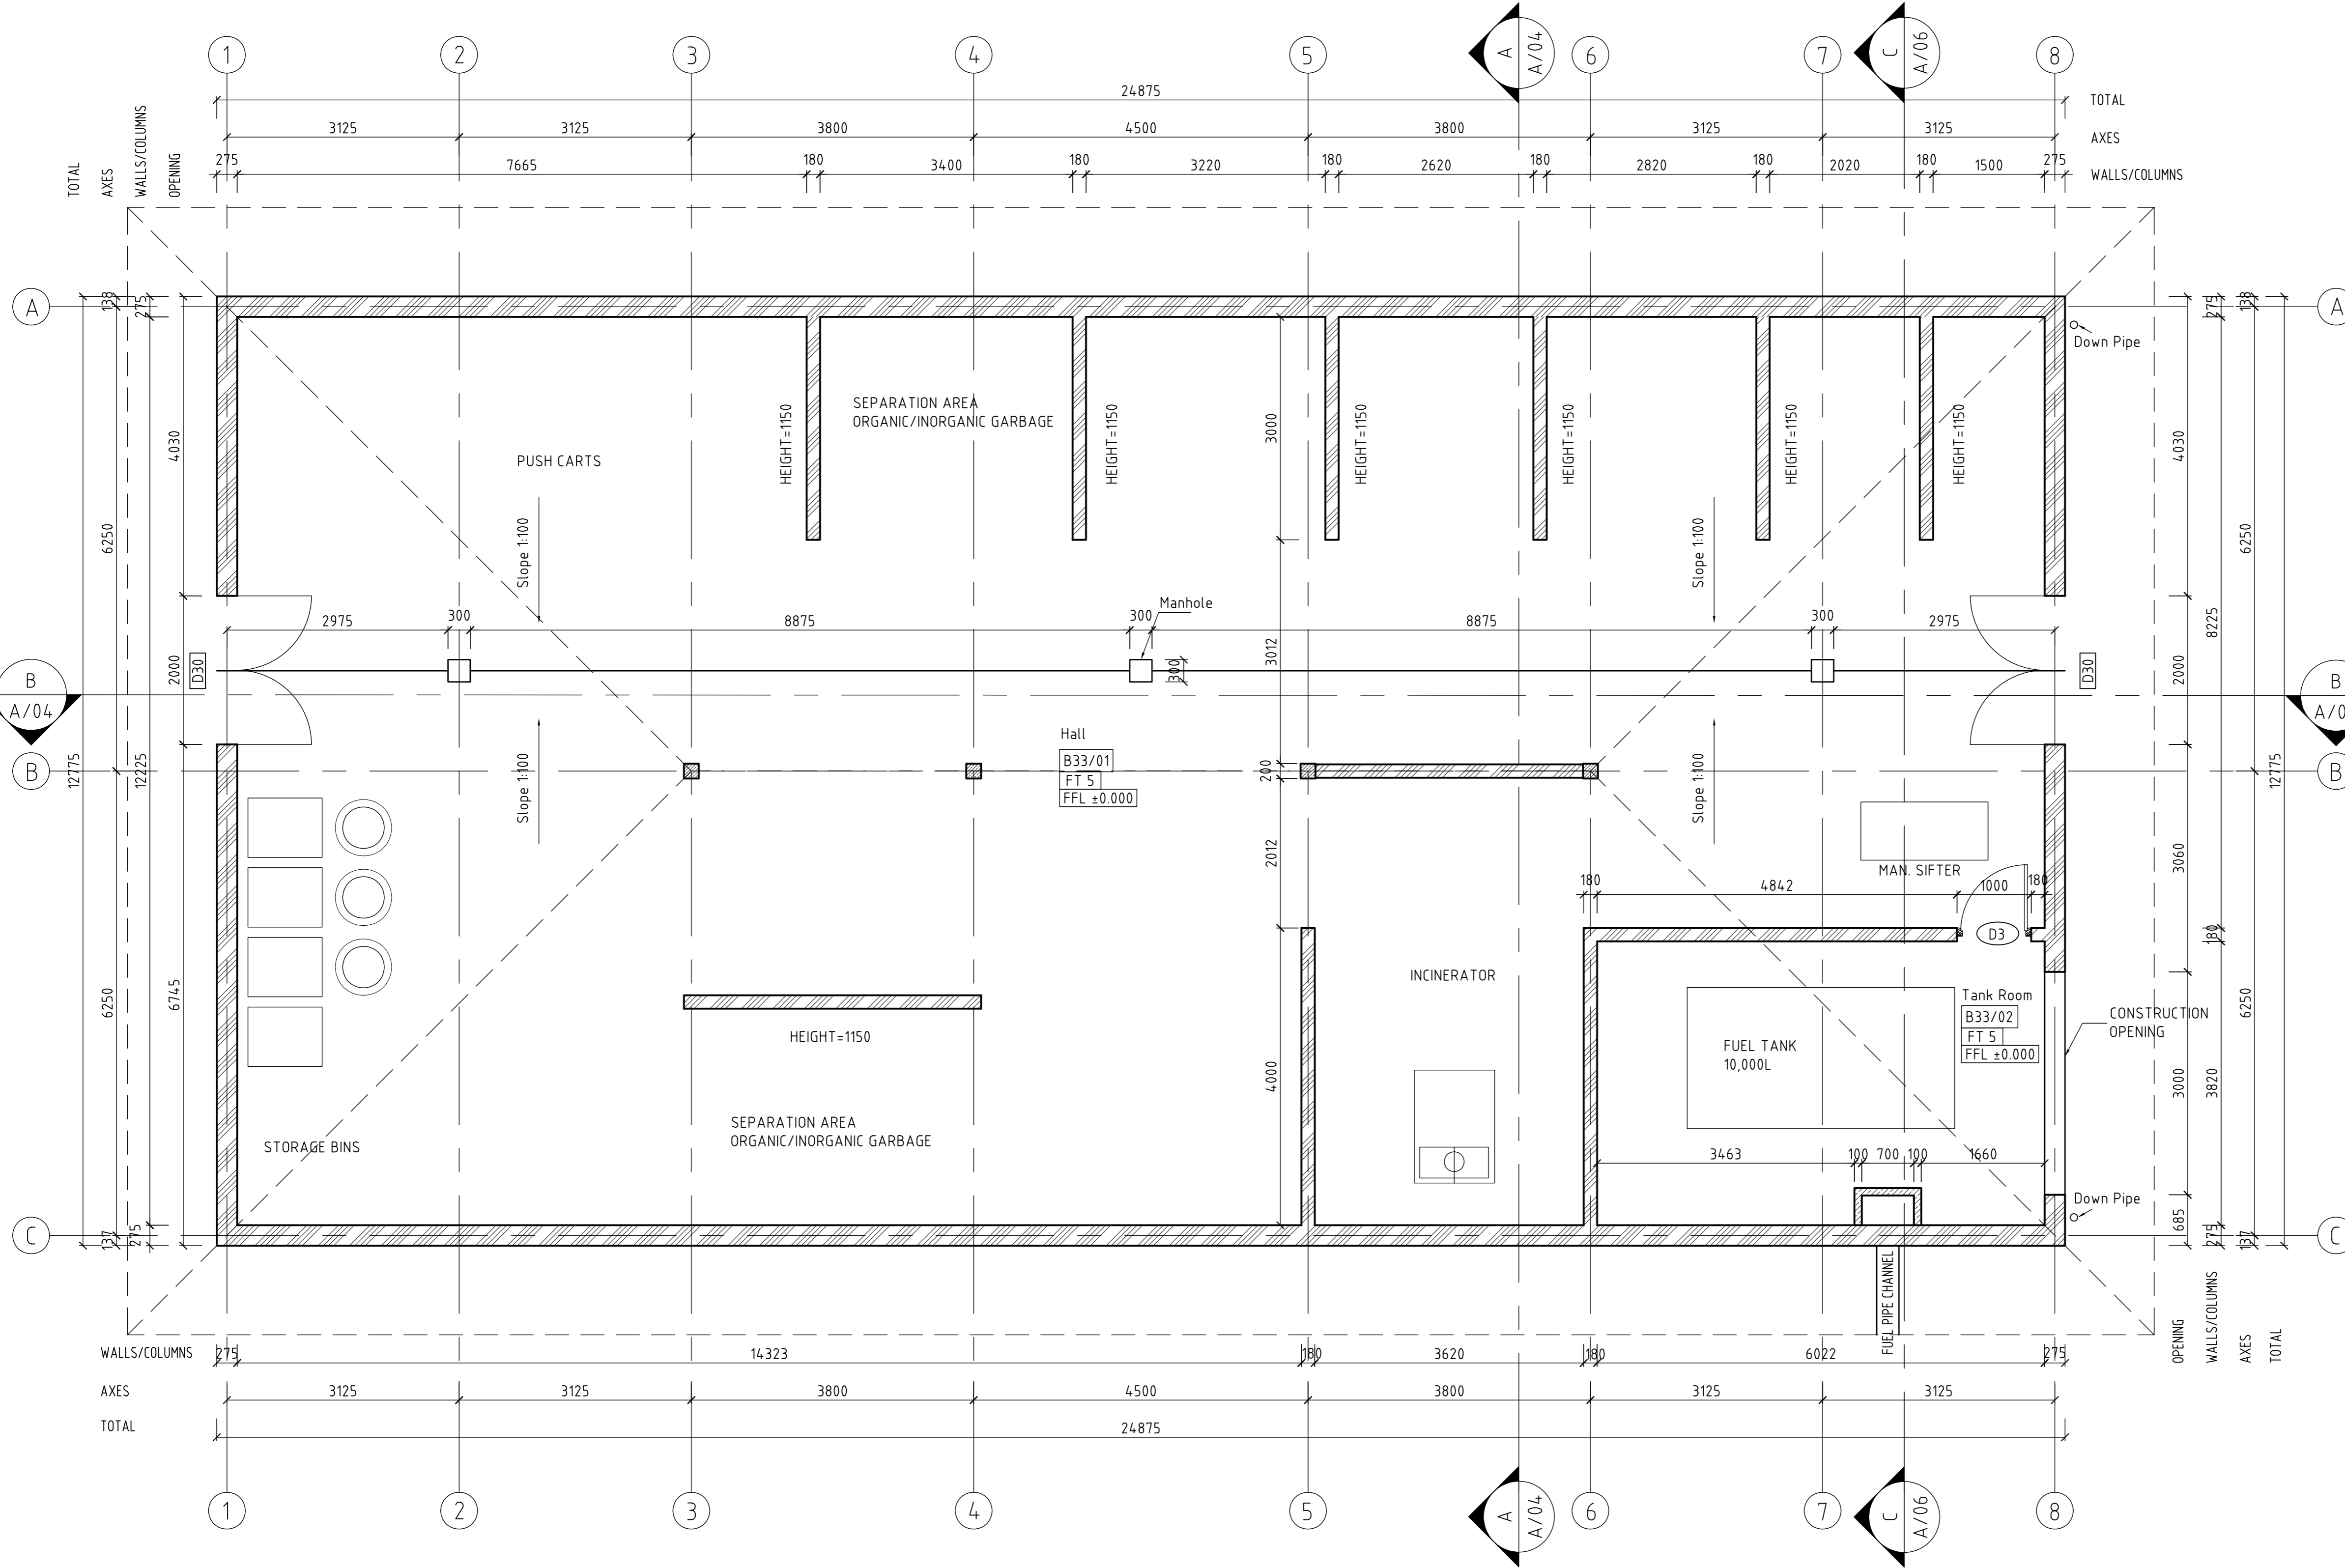 1 2 3 4 5 6 7 8
A A/04
C A/06
24875 TOTAL
3125 3125 3800 4500 3800 3125 3125 AXES
275 7665 180 3400 180 3220 180 2620 180 2820 180 2020 180 1500 275 WALLS/COLUMNS
TOTAL
AXES
WALLS/COLUMNS
OPENING
A
138
275
275
138
A
Down Pipe
SEPARATION AREA
ORGANIC/INORGANIC GARBAGE
PUSH CARTS
HEIGHT=1150
HEIGHT=1150
HEIGHT=1150
HEIGHT=1150
HEIGHT=1150
HEIGHT=1150
3000
4030
4030
6250
6250
Slope 1:100
Slope 1:100
Manhole
2975 300 8875 300 8875 300 2975
300
3012
8225
2000
D30
D30
2000
B
A/04
B
A/0
Hall
B33/01
FT 5
FFL ±0.000
B
200
B
12775
12225
12775
Slope 1:100
Slope 1:100
2012
3060
MAN. SIFTER
180 4842 1000 180
D3
180
INCINERATOR
Tank Room
B33/02
FT 5
FFL ±0.000
CONSTRUCTION
OPENING
FUEL TANK
10,000L
6250
6745
HEIGHT=1150
4000
3000
3820
6250
SEPARATION AREA
ORGANIC/INORGANIC GARBAGE
STORAGE BINS
3463 100 700 100 1660
Down Pipe
685
C
137
275
275
137
C
FUEL PIPE CHANNEL
OPENING
WALLS/COLUMNS
AXES
TOTAL
WALLS/COLUMNS 275 14323 180 3620 180 6022 275
AXES 3125 3125 3800 4500 3800 3125 3125
TOTAL 24875
1 2 3 4 5 6 7 8
A A/04
C A/06